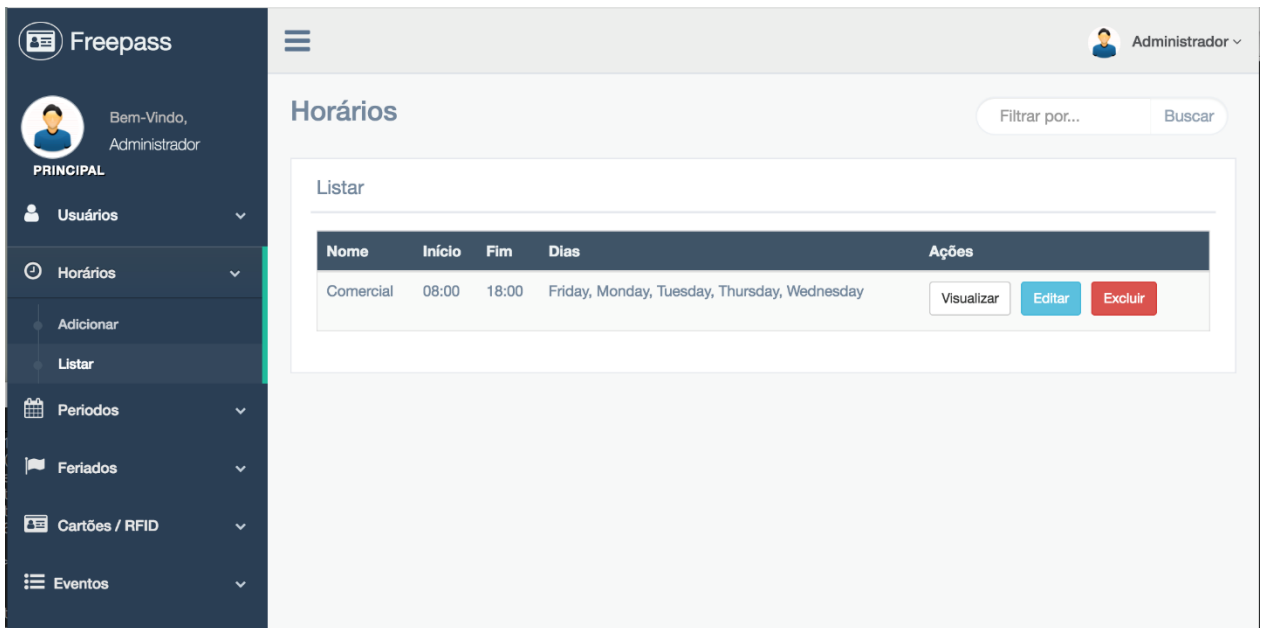 Freepass
Administrador
Bem-Vindo,
Administrador
PRINCIPAL
Usuários
Horários
Adicionar
Listar
Periodos
Feriados
Cartões / RFID
Eventos
Horários
Filtrar por... Buscar
Listar
Nome Início Fim Dias Ações
Comercial 08:00 18:00 Friday, Monday, Tuesday, Thursday, Wednesday Visualizar Editar Excluir